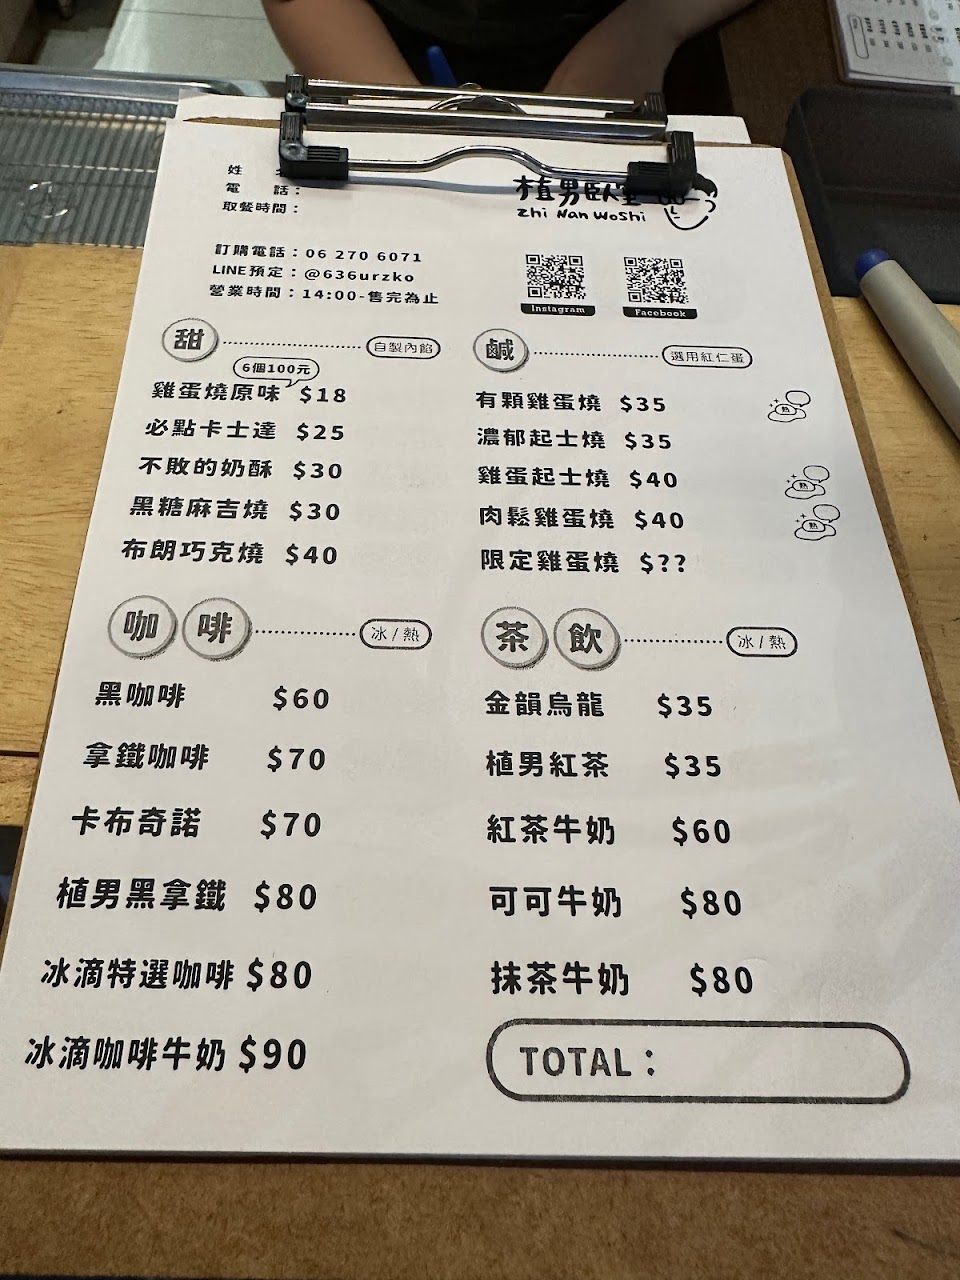 姓
電 話：
取餐時間：
植男臥室
Zhi Nan WoShi
訂購電話：06 270 6071
LINE預定：@636urzko
營業時間：14:00-售完為止
Instagram
Facebook
甜
自製內餡
6個100元
雞蛋燒原味 $18
必點卡士達 $25
不敗的奶酥 $30
黑糖麻吉燒 $30
布朗巧克燒 $40
鹹
選用紅仁蛋
有顆雞蛋燒 $35
熱
濃郁起士燒 $35
雞蛋起士燒 $40
熱
肉鬆雞蛋燒 $40
熱
限定雞蛋燒 $??
咖啡
冰/熱
黑咖啡 $60
拿鐵咖啡 $70
卡布奇諾 $70
植男黑拿鐵 $80
冰滴特選咖啡 $80
冰滴咖啡牛奶 $90
茶飲
冰/熱
金韻烏龍 $35
植男紅茶 $35
紅茶牛奶 $60
可可牛奶 $80
抹茶牛奶 $80
TOTAL：